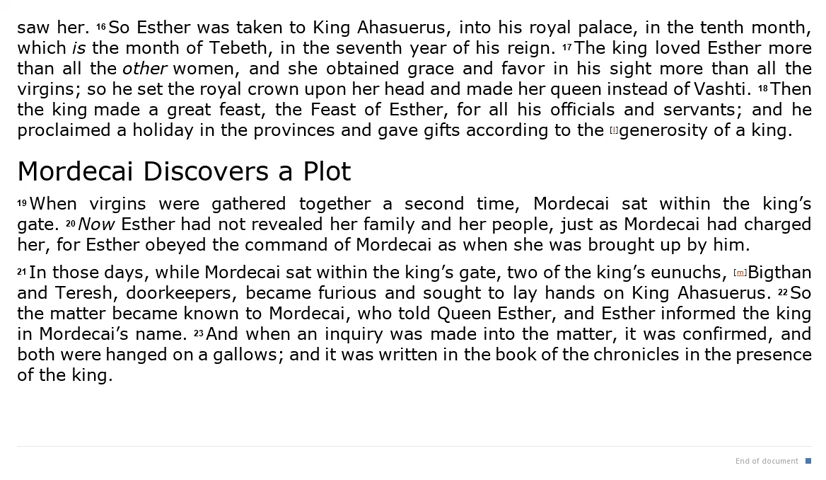 saw her. 16 So Esther was taken to King Ahasuerus, into his royal palace, in the tenth month,
which is the month of Tebeth, in the seventh year of his reign. 17 The king loved Esther more
than all the other women, and she obtained grace and favor in his sight more than all the
virgins; so he set the royal crown upon her head and made her queen instead of Vashti. 18 Then
the king made a great feast, the Feast of Esther, for all his officials and servants; and he
proclaimed a holiday in the provinces and gave gifts according to the [l]generosity of a king.
Mordecai Discovers a Plot
19 When virgins were gathered together a second time, Mordecai sat within the king’s
gate. 20 Now Esther had not revealed her family and her people, just as Mordecai had charged
her, for Esther obeyed the command of Mordecai as when she was brought up by him.
21 In those days, while Mordecai sat within the king’s gate, two of the king’s eunuchs, [m]Bigthan
and Teresh, doorkeepers, became furious and sought to lay hands on King Ahasuerus. 22 So
the matter became known to Mordecai, who told Queen Esther, and Esther informed the king
in Mordecai’s name. 23 And when an inquiry was made into the matter, it was confirmed, and
both were hanged on a gallows; and it was written in the book of the chronicles in the presence
of the king.
End of document